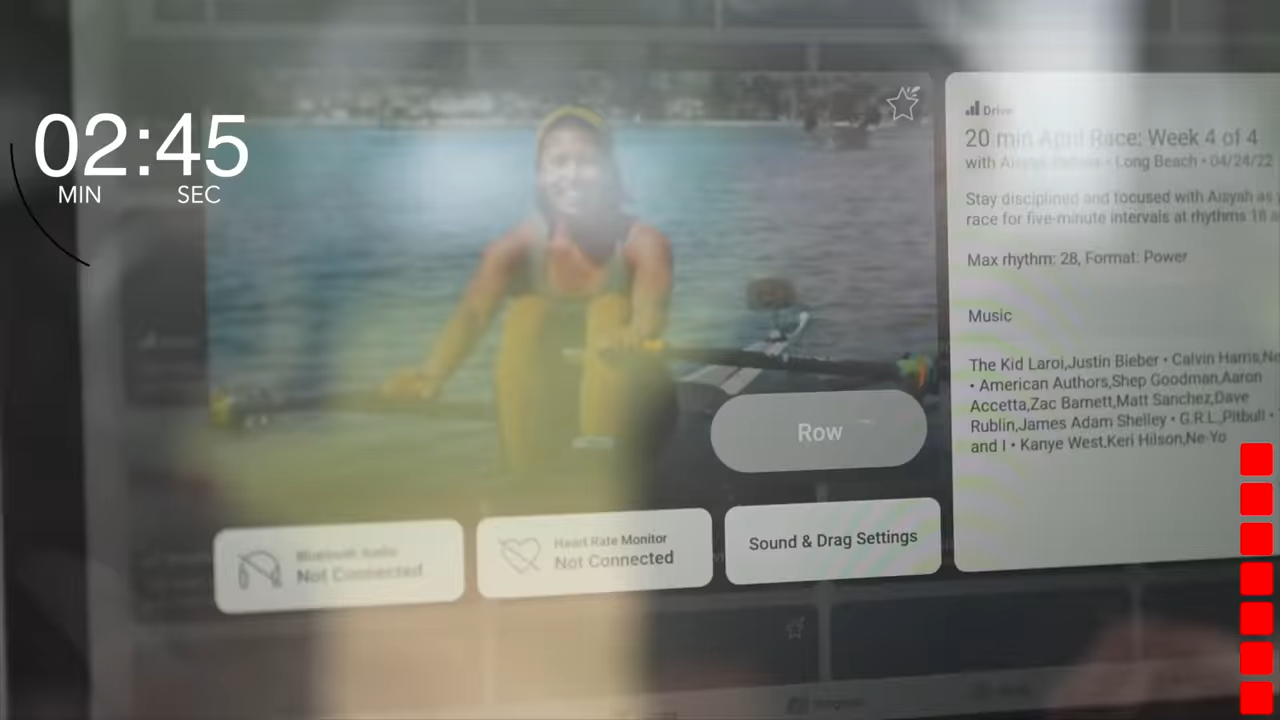 02:45
MIN SEC
Drive
20 min April Race: Week 4 of 4
with Aisyah • Long Beach • 04/24/22
Stay disciplined and focused with Aisyah as
race for five-minute intervals at rhythms 18
Max rhythm: 28, Format: Power
Music
The Kid Laroi,Justin Bieber • Calvin Harris,Ne
• American Authors,Shep Goodman,Aaron
Accetta,Zac Barnett,Matt Sanchez,Dave
Rublin,James Adam Shelley • G.R.L.,Pitbull •
and I • Kanye West,Keri Hilson,Ne-Yo
Row
Bluetooth Audio
Not Connected
Heart Rate Monitor
Not Connected
Sound & Drag Settings